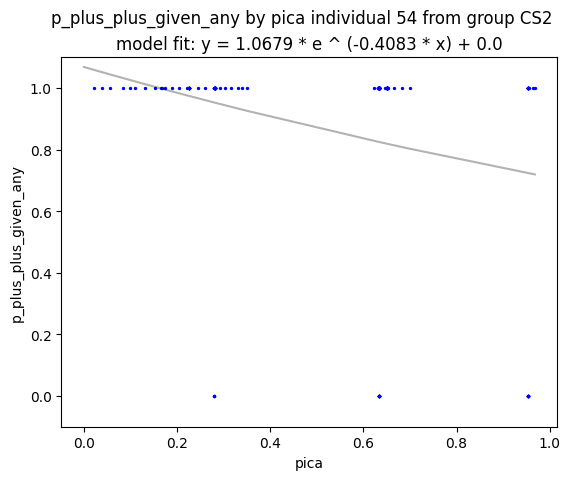 p_plus_plus_given_any by pica individual 54 from group CS2
model fit: y = 1.0679 * e ^ (-0.4083 * x) + 0.0
p_plus_plus_given_any
1.0
0.8
0.6
0.4
0.2
0.0
0.0 0.2 0.4 0.6 0.8 1.0
pica